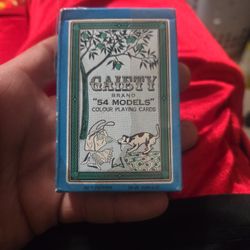 GAIETY
BRAND
"54 MODELS"
COLOUR PLAYING CARDS